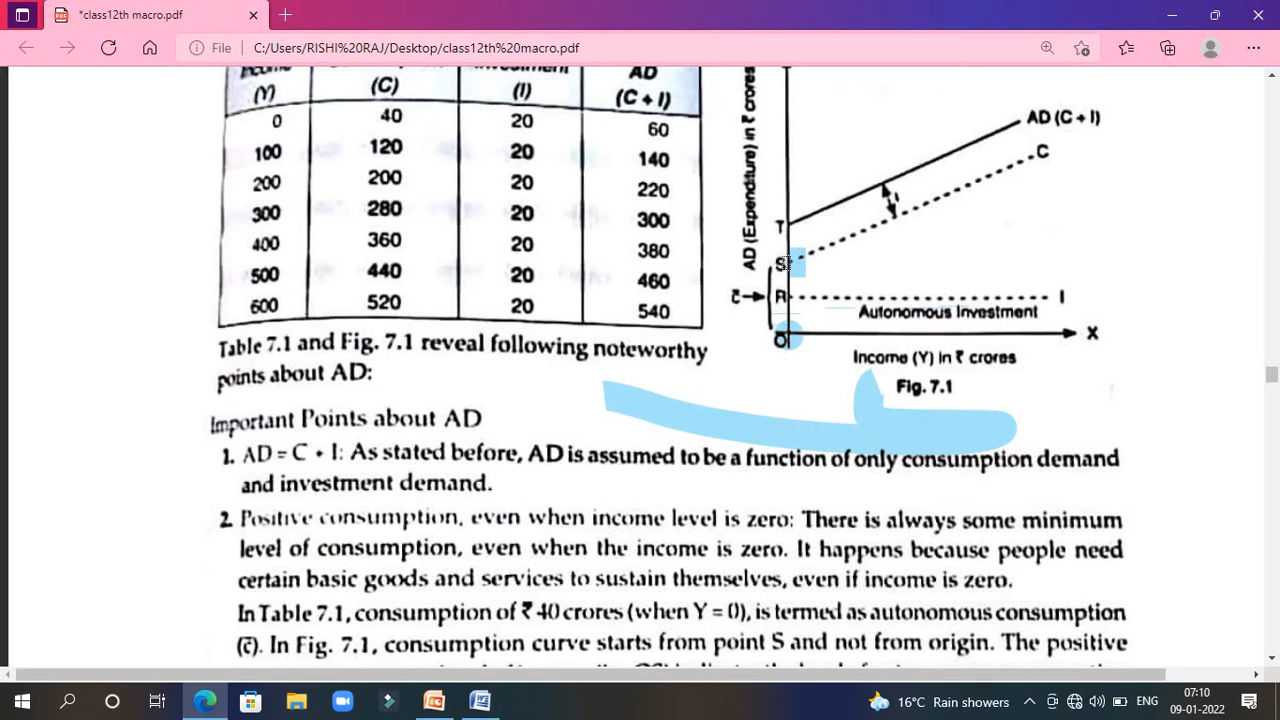 *class12th macro.pdf
File C:/Users/RISHI%20RAJ/Desktop/class12th%20macro.pdf
(Y) (C) (I) AD (C + I)
0 40 20 60
100 120 20 140
200 200 20 220
300 280 20 300
400 360 20 380
500 440 20 460
600 520 20 540
AD (Expenditure) in ₹ crores
AD (C + I)
C
T
S
c̄ R I
Autonomous Investment
O X
Income (Y) in ₹ crores
Fig. 7.1
Table 7.1 and Fig. 7.1 reveal following noteworthy
points about AD:
Important Points about AD
1. AD = C + I: As stated before, AD is assumed to be a function of only consumption demand
and investment demand.
2. Positive consumption, even when income level is zero: There is always some minimum
level of consumption, even when the income is zero. It happens because people need
certain basic goods and services to sustain themselves, even if income is zero.
In Table 7.1, consumption of ₹ 40 crores (when Y = 0), is termed as autonomous consumption
(c̄). In Fig. 7.1, consumption curve starts from point S and not from origin. The positive
16°C Rain showers ENG 07:10
09-01-2022